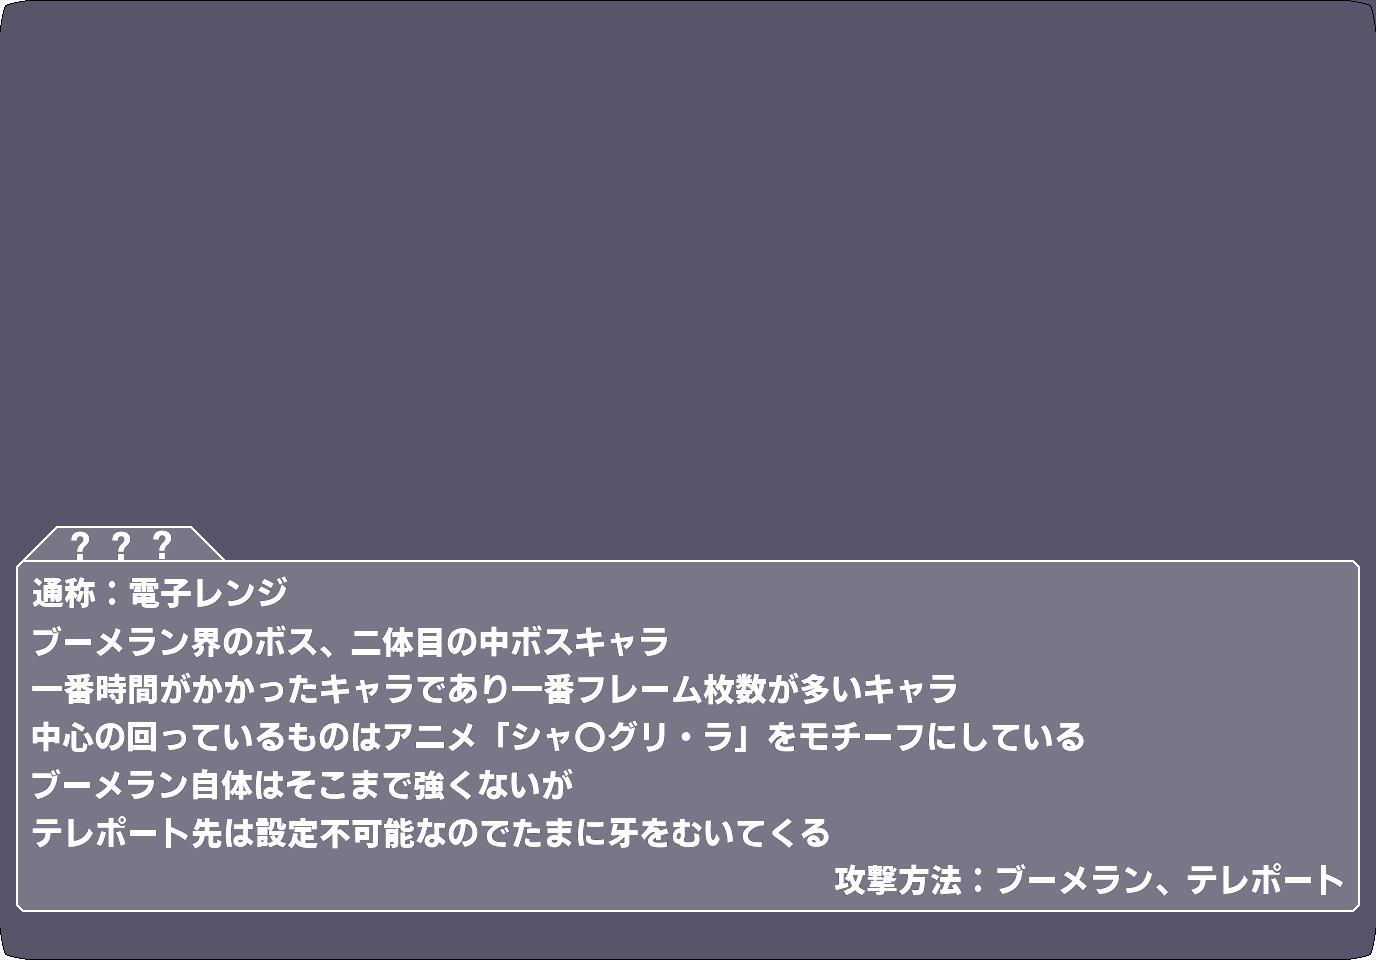 ? ? ?
通称：電子レンジ
ブーメラン界のボス、二体目の中ボスキャラ
一番時間がかかったキャラであり一番フレーム枚数が多いキャラ
中心の回っているものはアニメ「シャ〇グリ・ラ」をモチーフにしている
ブーメラン自体はそこまで強くないが
テレポート先は設定不可能なのでたまに牙をむいてくる
攻撃方法：ブーメラン、テレポート